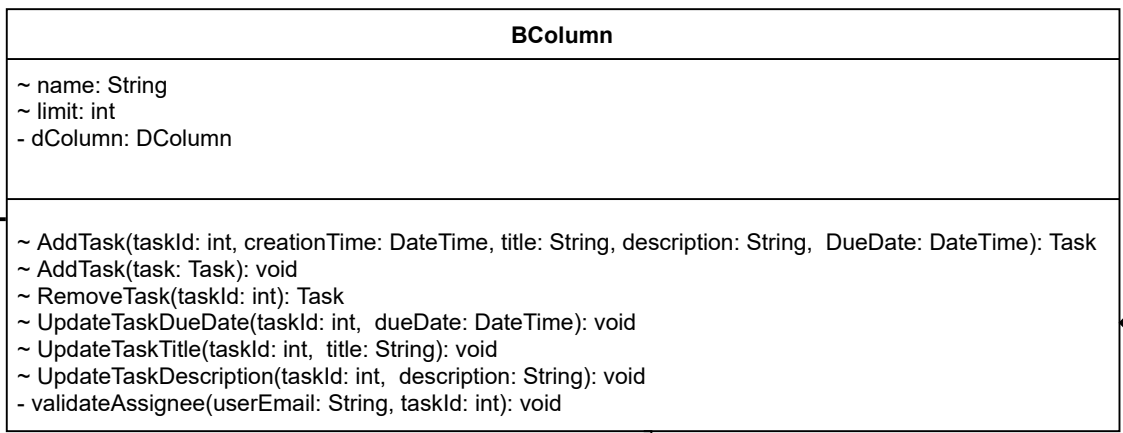 BColumn
~ name: String
~ limit: int
- dColumn: DColumn
~ AddTask(taskId: int, creationTime: DateTime, title: String, description: String,  DueDate: DateTime): Task
~ AddTask(task: Task): void
~ RemoveTask(taskId: int): Task
~ UpdateTaskDueDate(taskId: int,  dueDate: DateTime): void
~ UpdateTaskTitle(taskId: int,  title: String): void
~ UpdateTaskDescription(taskId: int,  description: String): void
- validateAssignee(userEmail: String, taskId: int): void